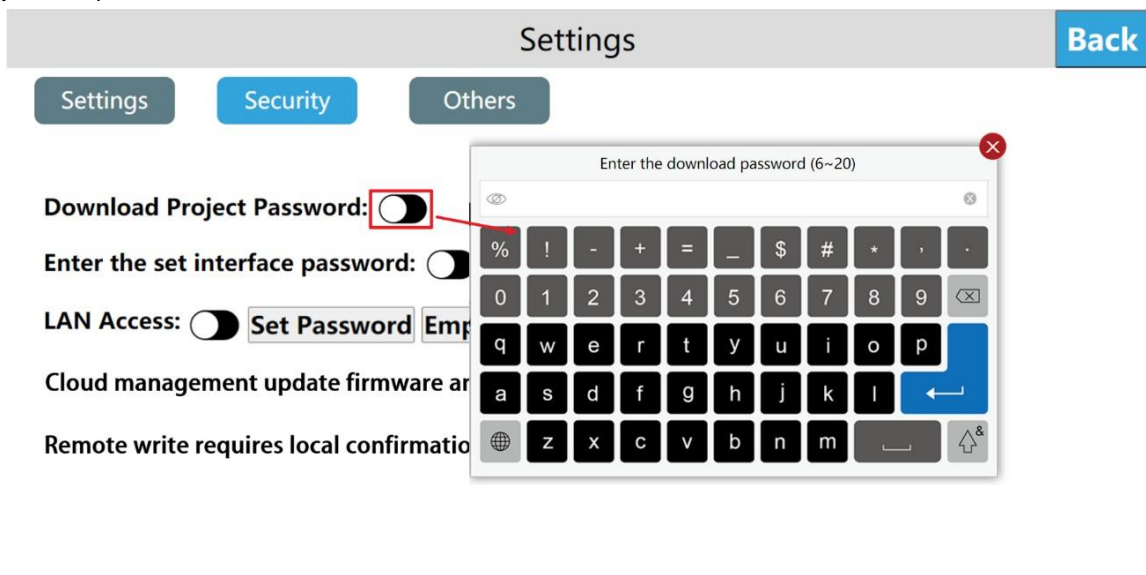 Settings
Back
Settings Security Others
Enter the download password (6~20)
Download Project Password:
Enter the set interface password:
LAN Access: Set Password Emp
Cloud management update firmware ar
Remote write requires local confirmatio
% ! - + = _ $ # * , .
0 1 2 3 4 5 6 7 8 9
q w e r t y u i o p
a s d f g h j k l
z x c v b n m &